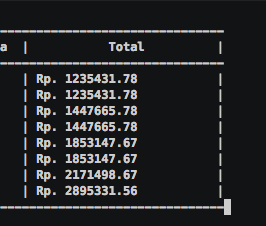 a | Total |
| Rp. 1235431.78 |
| Rp. 1235431.78 |
| Rp. 1447665.78 |
| Rp. 1447665.78 |
| Rp. 1853147.67 |
| Rp. 1853147.67 |
| Rp. 2171498.67 |
| Rp. 2895331.56 |